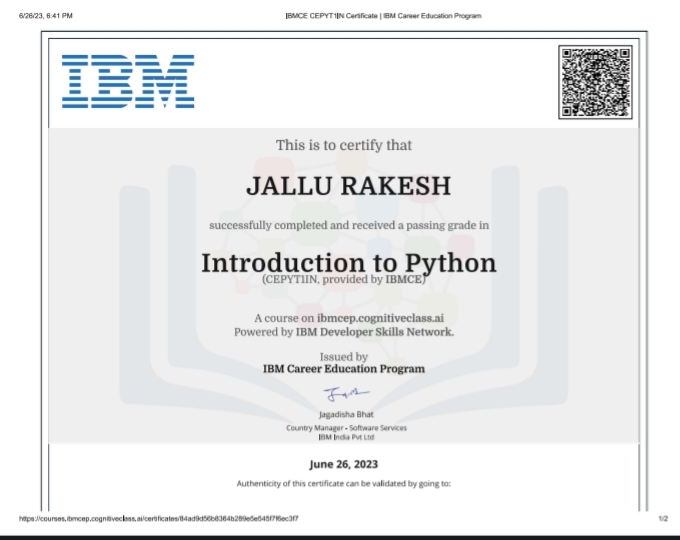 6/26/23, 6:41 PM
IBMCE CEPYT1IN Certificate | IBM Career Education Program
IBM
This is to certify that
JALLU RAKESH
successfully completed and received a passing grade in
Introduction to Python
(CEPYT1IN, provided by IBMCE)
A course on ibmcep.cognitiveclass.ai
Powered by IBM Developer Skills Network.
Issued by
IBM Career Education Program
Jagadisha Bhat
Country Manager • Software Services
IBM India Pvt Ltd
June 26, 2023
Authenticity of this certificate can be validated by going to:
https://courses.ibmcep.cognitiveclass.ai/certificates/84ad9d56b8364b289e5e545f7f6ec3f7
1/2